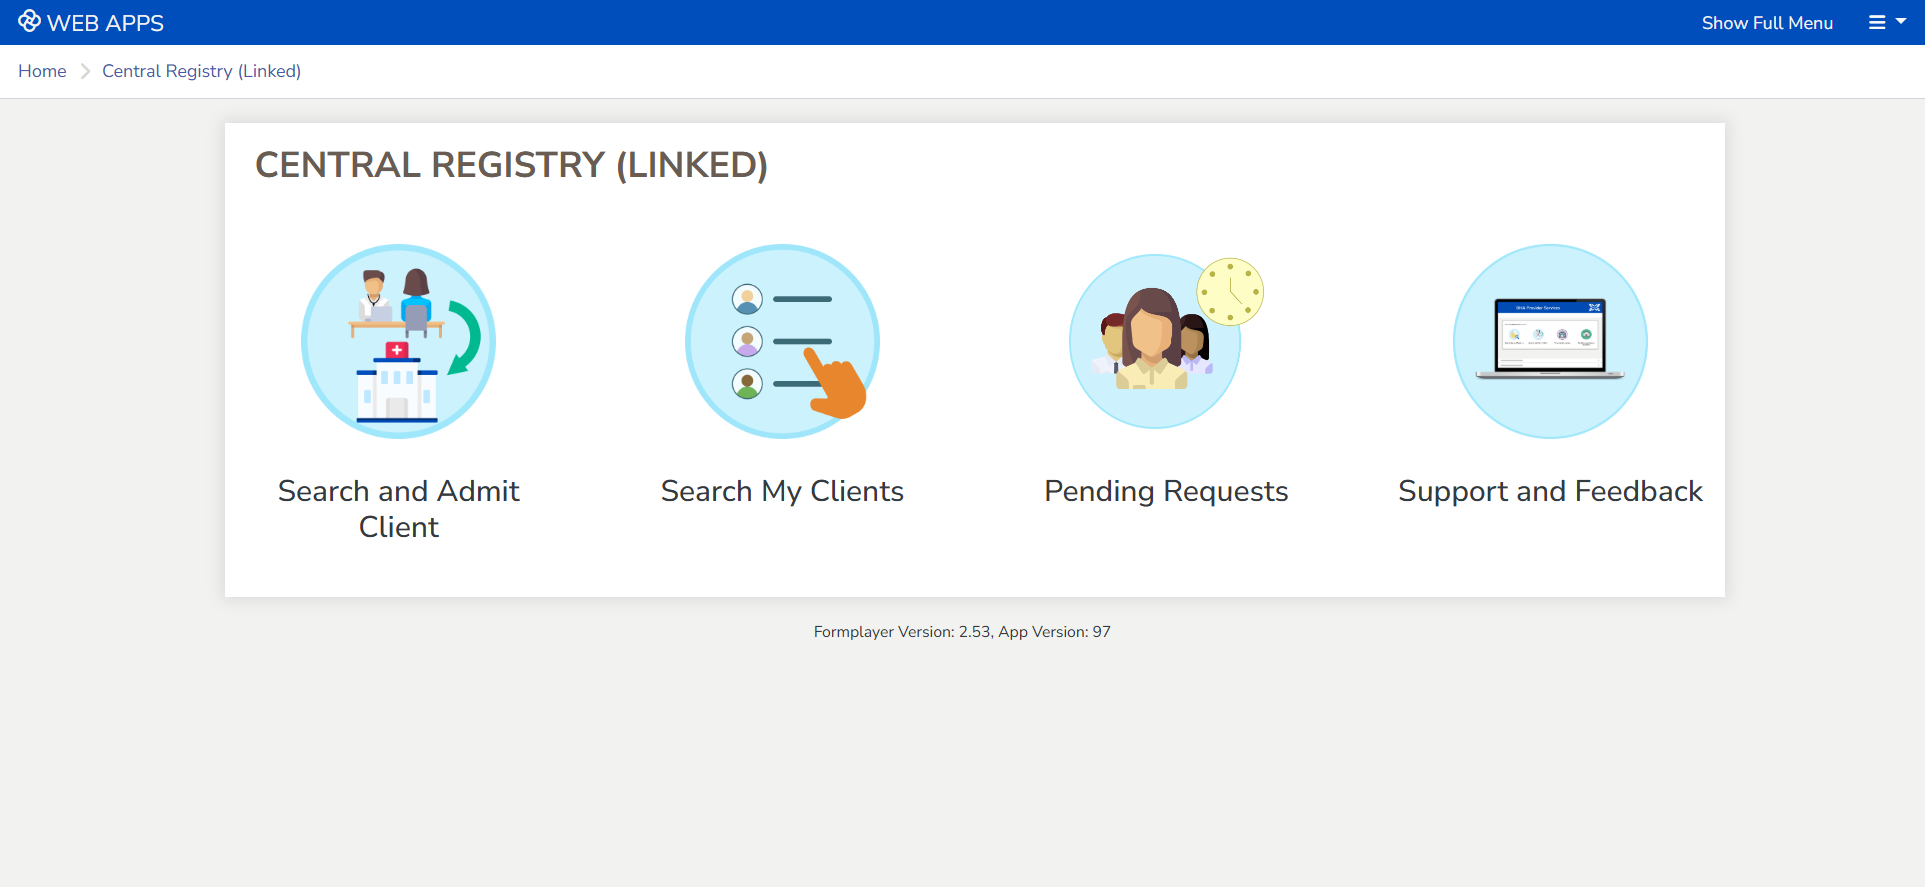 WEB APPS
Show Full Menu
Home
Central Registry (Linked)
CENTRAL REGISTRY (LINKED)
Search and Admit
Client
Search My Clients
Pending Requests
Support and Feedback
Formplayer Version: 2.53, App Version: 97